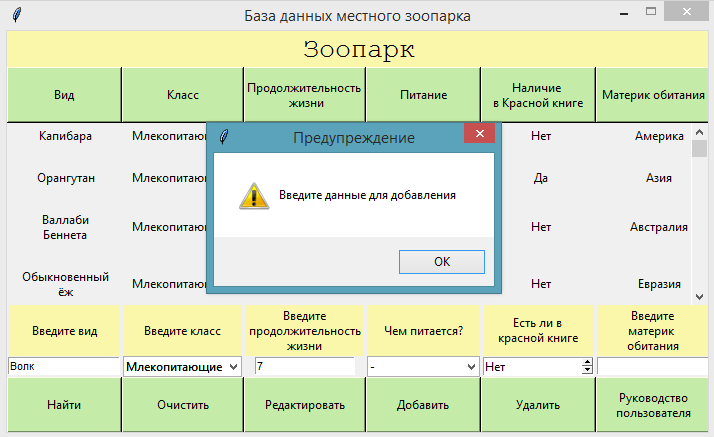 База данных местного зоопарка
Зоопарк
Вид
Класс
Продолжительность
жизни
Питание
Наличие
в Красной книге
Материк обитания
Капибара
Млекопитаю
Нет
Америка
Орангутан
Млекопитаю
Да
Азия
Валлаби
Беннета
Млекопитаю
Нет
Австралия
Обыкновенный
ёж
Млекопитаю
Нет
Евразия
Предупреждение
Введите данные для добавления
OK
Введите вид
Введите класс
Введите
продолжительность
жизни
Чем питается?
Есть ли в
красной книге
Введите
материк
обитания
Волк
Млекопитающие
7
-
Нет
Найти
Очистить
Редактировать
Добавить
Удалить
Руководство
пользователя